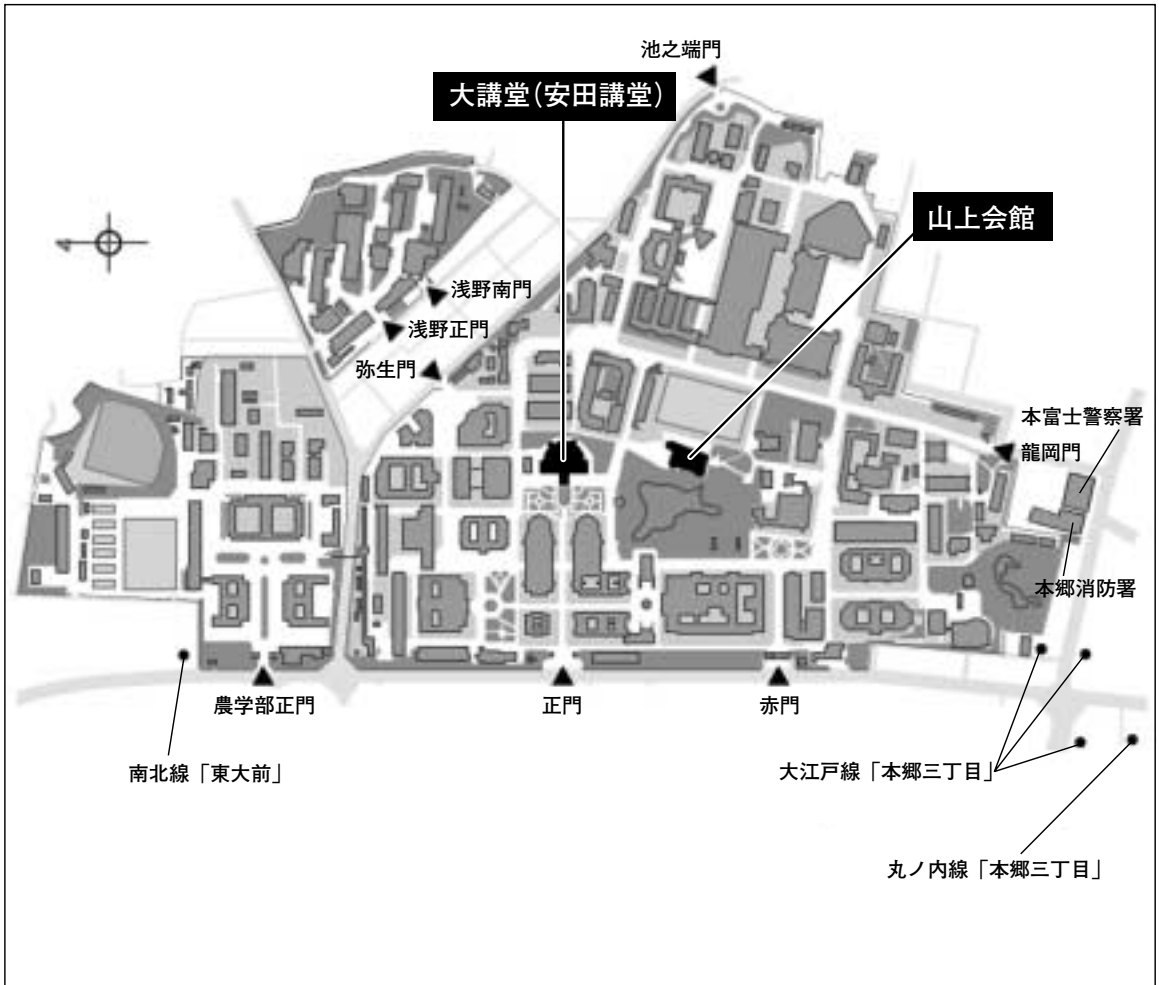 池之端門
大講堂(安田講堂)
山上会館
浅野南門
浅野正門
弥生門
本富士警察署
龍岡門
本郷消防署
農学部正門
正門
赤門
南北線「東大前」
大江戸線「本郷三丁目」
丸ノ内線「本郷三丁目」